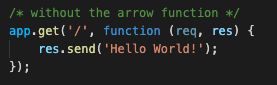 /* without the arrow function */
app.get('/', function (req, res) {
    res.send('Hello World!');
});